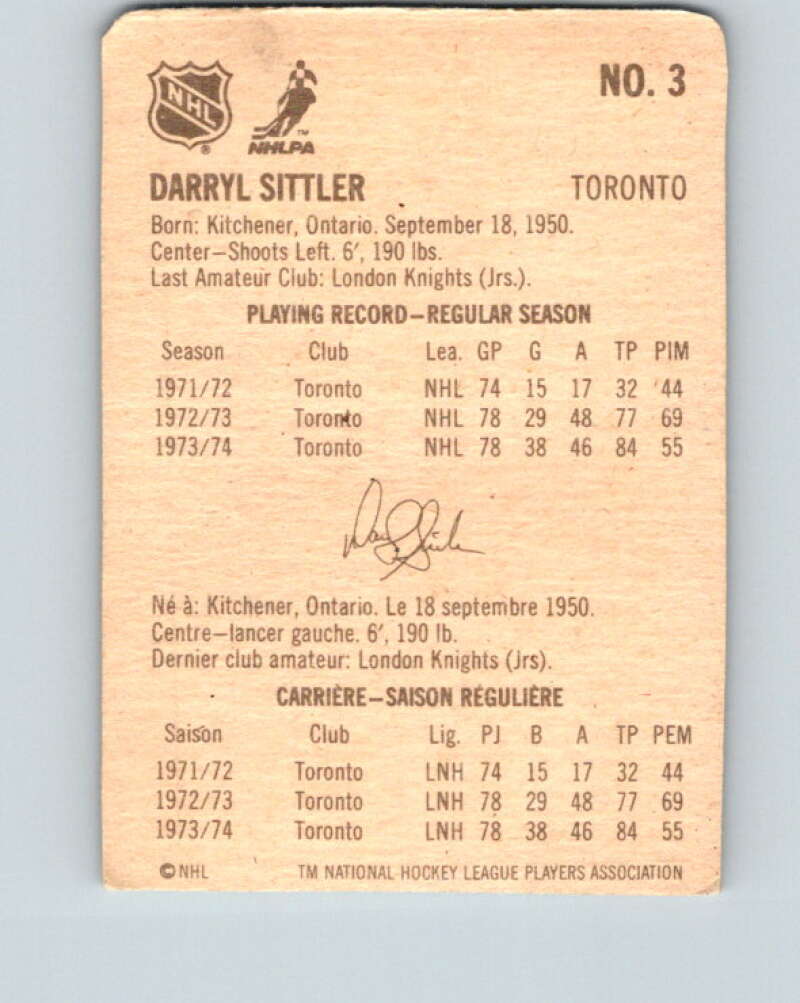 NHL
®
TM
NHLPA
NO. 3
DARRYL SITTLER TORONTO
Born: Kitchener, Ontario. September 18, 1950.
Center–Shoots Left. 6′, 190 lbs.
Last Amateur Club: London Knights (Jrs.).
PLAYING RECORD–REGULAR SEASON
Season Club Lea. GP G A TP PIM
1971/72 Toronto NHL 74 15 17 32 44
1972/73 Toronto NHL 78 29 48 77 69
1973/74 Toronto NHL 78 38 46 84 55
Darryl Sittler
Né à: Kitchener, Ontario. Le 18 septembre 1950.
Centre–lancer gauche. 6′, 190 lb.
Dernier club amateur: London Knights (Jrs).
CARRIÈRE–SAISON RÉGULIÈRE
Saison Club Lig. PJ B A TP PEM
1971/72 Toronto LNH 74 15 17 32 44
1972/73 Toronto LNH 78 29 48 77 69
1973/74 Toronto LNH 78 38 46 84 55
© NHL TM NATIONAL HOCKEY LEAGUE PLAYERS ASSOCIATION